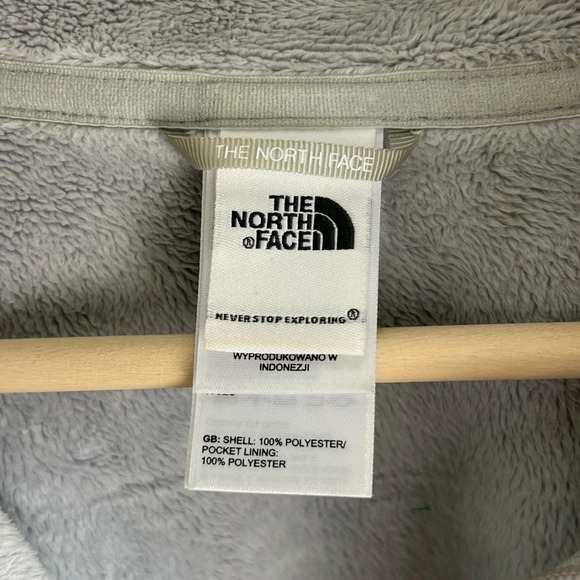 THE NORTH FACE
THE
NORTH
®FACE
NEVER STOP EXPLORING®
WYPRODUKOWANO W
INDONEZJI
GB: SHELL: 100% POLYESTER/
POCKET LINING:
100% POLYESTER